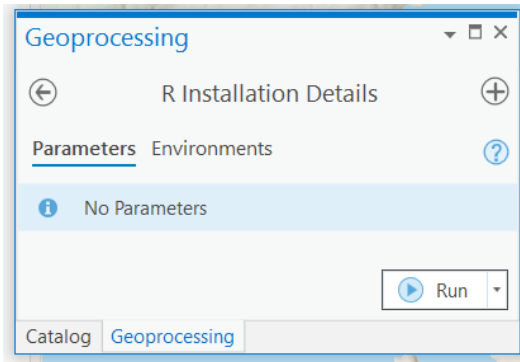 Geoprocessing
R Installation Details
Parameters Environments
No Parameters
Run
Catalog Geoprocessing